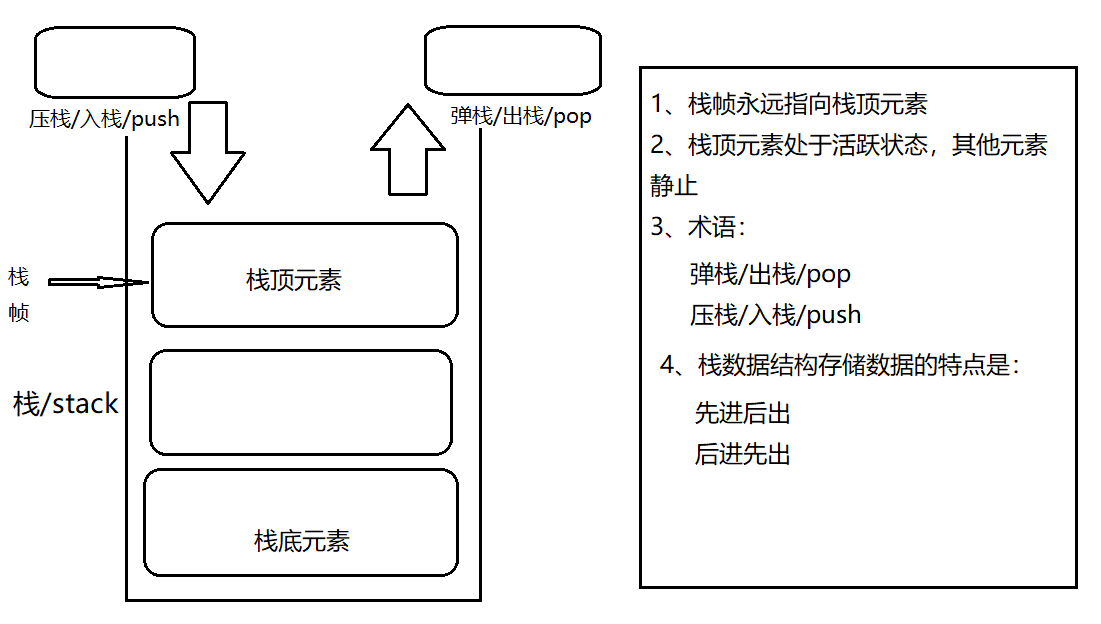 压栈/入栈/push
弹栈/出栈/pop
栈
帧
栈顶元素
栈/stack
栈底元素
1、栈帧永远指向栈顶元素
2、栈顶元素处于活跃状态，其他元素
静止
3、术语：
弹栈/出栈/pop
压栈/入栈/push
4、栈数据结构存储数据的特点是：
先进后出
后进先出